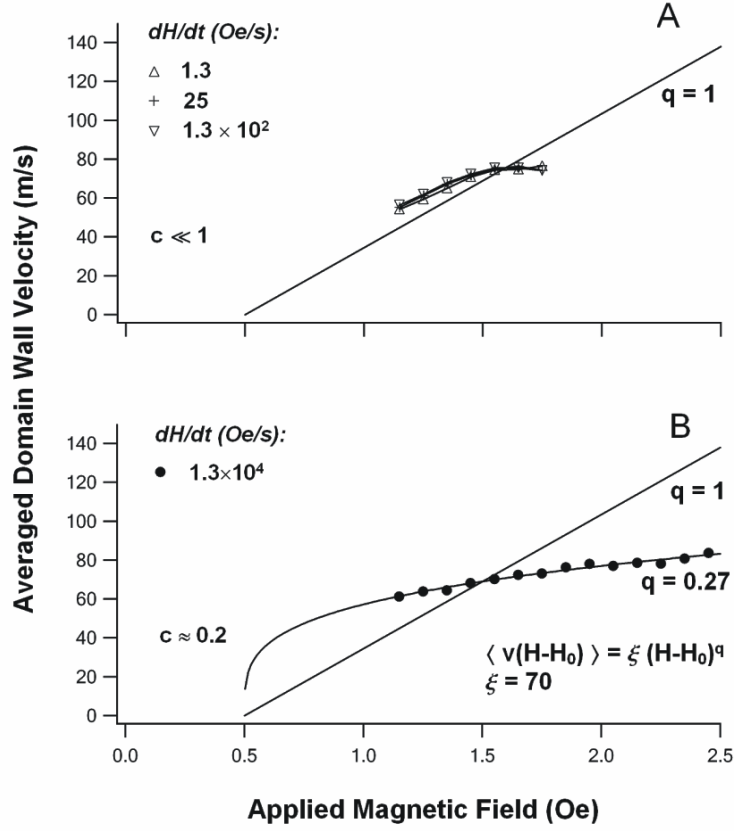 A
dH/dt (Oe/s):
△ 1.3
+ 25
▽ 1.3 × 10²
q = 1
c ≪ 1
140
120
100
80
60
40
20
0
Averaged Domain Wall Velocity (m/s)
B
dH/dt (Oe/s):
● 1.3×10⁴
q = 1
q = 0.27
c ≈ 0.2
⟨ v(H-H₀) ⟩ = ξ (H-H₀)^q
ξ = 70
140
120
100
80
60
40
20
0
0.0 0.5 1.0 1.5 2.0 2.5
Applied Magnetic Field (Oe)